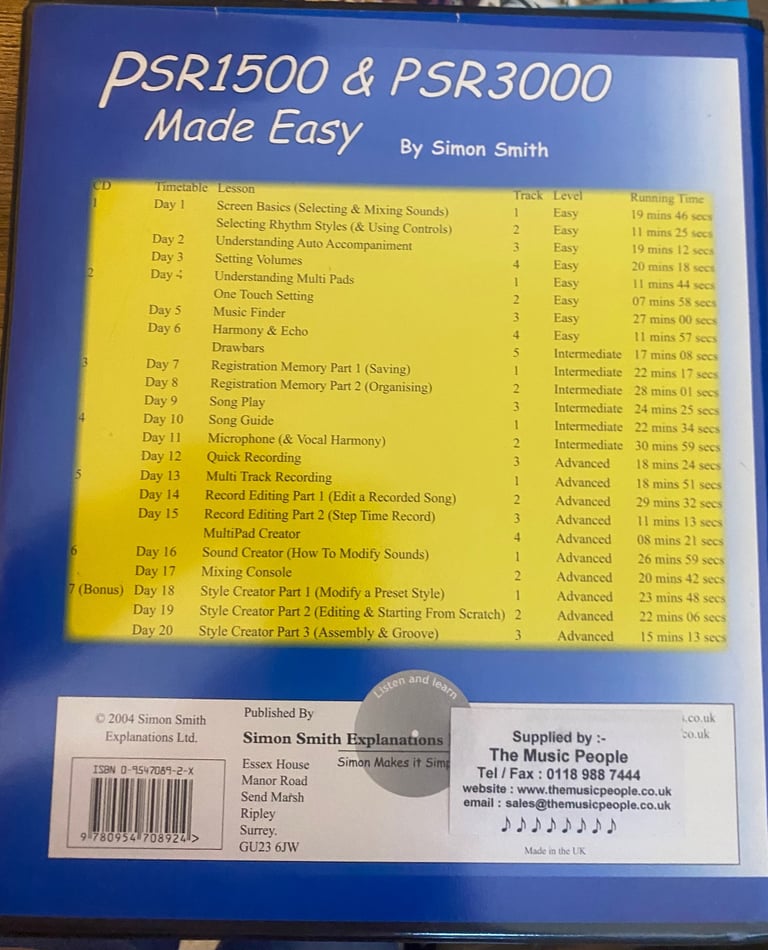 PSR1500 & PSR3000
Made Easy By Simon Smith
CD Timetable Lesson Track Level Running Time
1 Day 1 Screen Basics (Selecting & Mixing Sounds) 1 Easy 19 mins 46 secs
Selecting Rhythm Styles (& Using Controls) 2 Easy 11 mins 25 secs
Day 2 Understanding Auto Accompaniment 3 Easy 19 mins 12 secs
Day 3 Setting Volumes 4 Easy 20 mins 18 secs
2 Day 4 Understanding Multi Pads 1 Easy 11 mins 44 secs
One Touch Setting 2 Easy 07 mins 58 secs
Day 5 Music Finder 3 Easy 27 mins 00 secs
Day 6 Harmony & Echo 4 Easy 11 mins 57 secs
Drawbars 5 Intermediate 17 mins 08 secs
3 Day 7 Registration Memory Part 1 (Saving) 1 Intermediate 22 mins 17 secs
Day 8 Registration Memory Part 2 (Organising) 2 Intermediate 28 mins 01 secs
Day 9 Song Play 3 Intermediate 24 mins 25 secs
4 Day 10 Song Guide 1 Intermediate 22 mins 34 secs
Day 11 Microphone (& Vocal Harmony) 2 Intermediate 30 mins 59 secs
Day 12 Quick Recording 3 Advanced 18 mins 24 secs
5 Day 13 Multi Track Recording 1 Advanced 18 mins 51 secs
Day 14 Record Editing Part 1 (Edit a Recorded Song) 2 Advanced 29 mins 32 secs
Day 15 Record Editing Part 2 (Step Time Record) 3 Advanced 11 mins 13 secs
MultiPad Creator 4 Advanced 08 mins 21 secs
6 Day 16 Sound Creator (How To Modify Sounds) 1 Advanced 26 mins 59 secs
Day 17 Mixing Console 2 Advanced 20 mins 42 secs
7 (Bonus) Day 18 Style Creator Part 1 (Modify a Preset Style) 1 Advanced 23 mins 48 secs
Day 19 Style Creator Part 2 (Editing & Starting From Scratch) 2 Advanced 22 mins 06 secs
Day 20 Style Creator Part 3 (Assembly & Groove) 3 Advanced 15 mins 13 secs
© 2004 Simon Smith
Explanations Ltd.
ISBN 0-9547089-2-X
9 780954 708924 >
Published By
Simon Smith Explanations
Simon Makes it Simp
Essex House
Manor Road
Send Marsh
Ripley
Surrey.
GU23 6JW
Listen and learn
.co.uk
co.uk
Supplied by :-
The Music People
Tel / Fax : 0118 988 7444
website : www.themusicpeople.co.uk
email : sales@themusicpeople.co.uk
Made in the UK